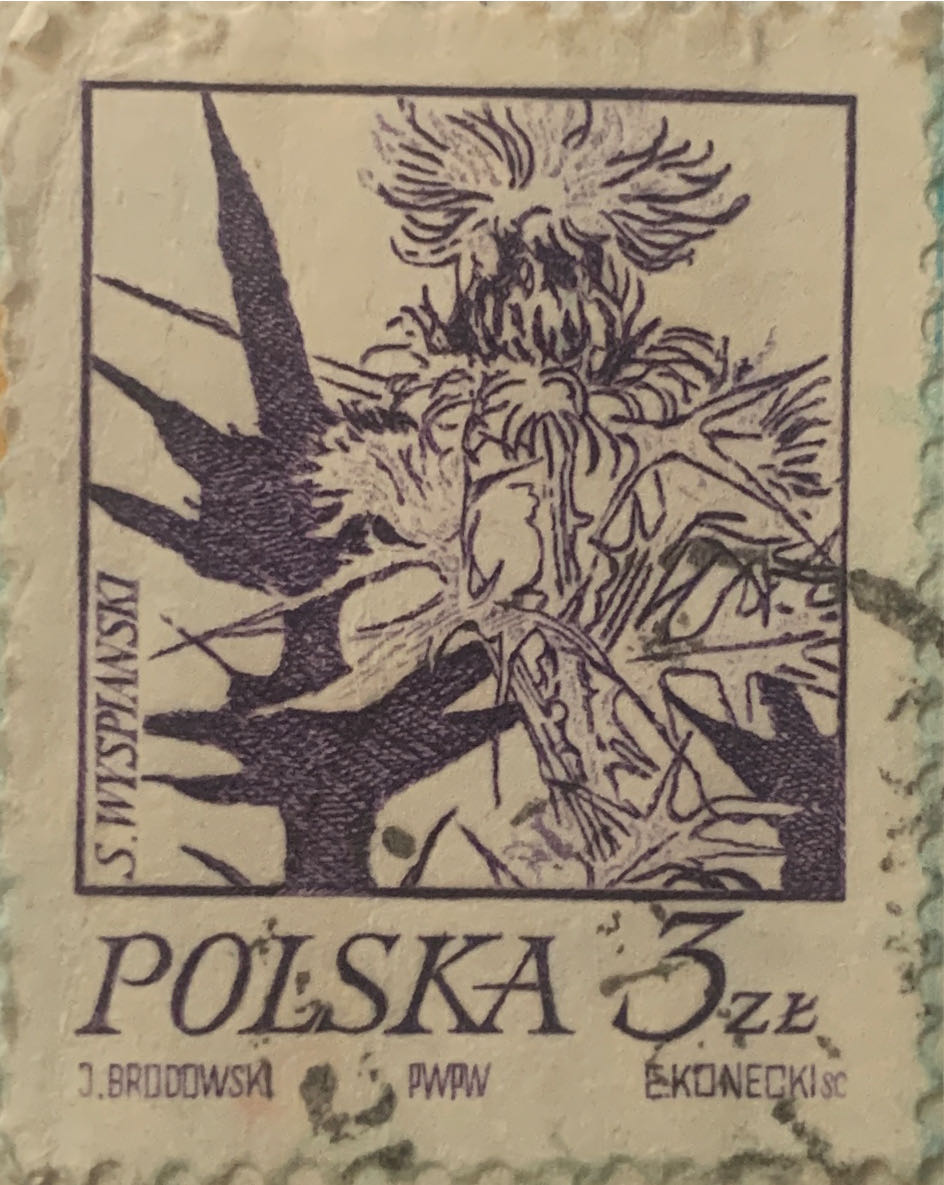 S. WYSPIAŃSKI
POLSKA 3 ZŁ
J. BRODOWSKI PWPW E. KONECKI SC